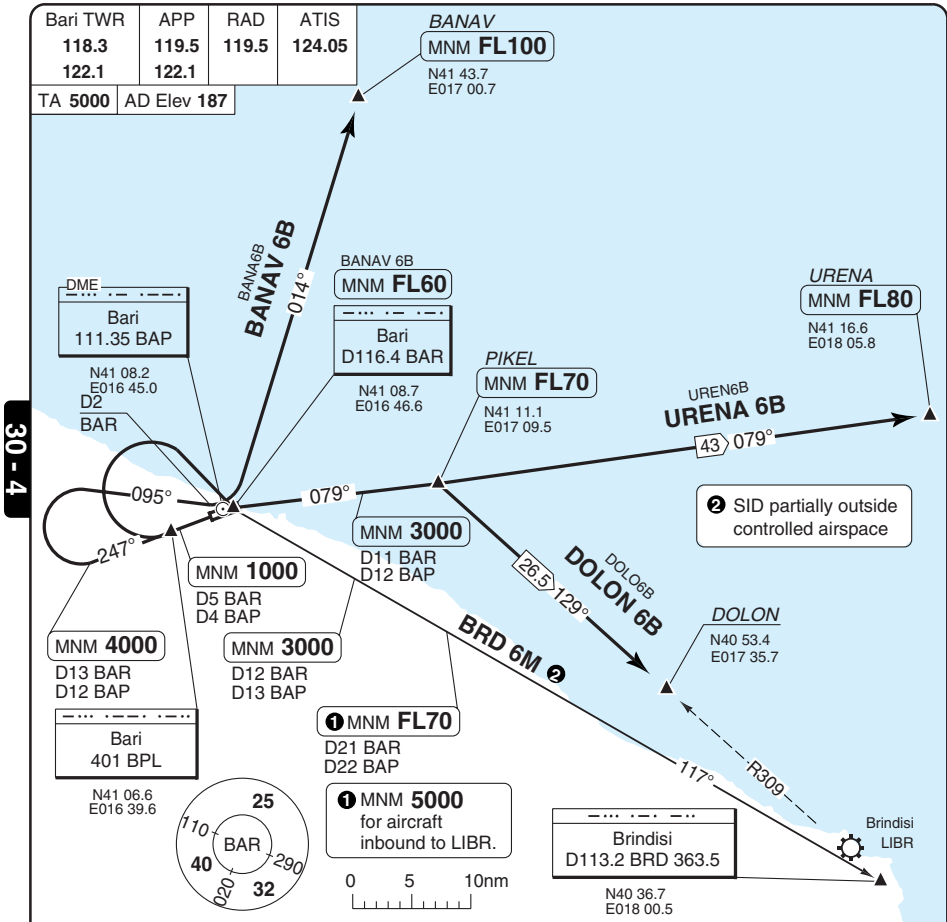 Bari TWR
118.3
122.1
APP
119.5
122.1
RAD
119.5
ATIS
124.05
TA 5000
AD Elev 187
BANAV
MNM FL100
N41 43.7
E017 00.7
BANA6B
BANAV 6B
014°
DME
Bari
111.35 BAP
N41 08.2
E016 45.0
D2
BAR
BANAV 6B
MNM FL60
Bari
D116.4 BAR
N41 08.7
E016 46.6
PIKEL
MNM FL70
N41 11.1
E017 09.5
URENA
MNM FL80
N41 16.6
E018 05.8
UREN6B
URENA 6B
43 079°
30 - 4
095°
079°
247°
❷ SID partially outside
controlled airspace
MNM 3000
D11 BAR
D12 BAP
MNM 1000
D5 BAR
D4 BAP
26.5 129°
DOLO6B
DOLON 6B
DOLON
N40 53.4
E017 35.7
MNM 4000
D13 BAR
D12 BAP
MNM 3000
D12 BAR
D13 BAP
BRD 6M ❷
Bari
401 BPL
N41 06.6
E016 39.6
❶ MNM FL70
D21 BAR
D22 BAP
117°
R309
❶ MNM 5000
for aircraft
inbound to LIBR.
25
110
BAR
290
40
020
32
0 5 10nm
Brindisi
D113.2 BRD 363.5
N40 36.7
E018 00.5
Brindisi
LIBR